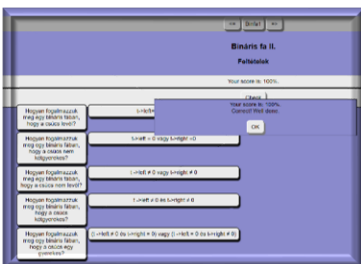 Bináris fa II.
Feltételek
Your score is: 100%.
Check
Your score is: 100%.
Correct! Well done.
OK
Hogyan fogalmazzuk
meg egy bináris fában,
hogy a csúcs levél?
Hogyan fogalmazzuk
meg egy bináris fában,
hogy a csúcs nem
kétgyerekes?
t->left = 0 vagy t->right =0
Hogyan fogalmazzuk
meg egy bináris fában,
hogy a csúcs nem levél?
t->left ≠ 0 vagy t->right ≠ 0
Hogyan fogalmazzuk
meg egy bináris fában,
hogy a csúcs
kétgyerekes?
t->left ≠ 0 és t->right ≠ 0
Hogyan fogalmazzuk
meg egy bináris fában,
hogy a csúcs egy
gyerekes?